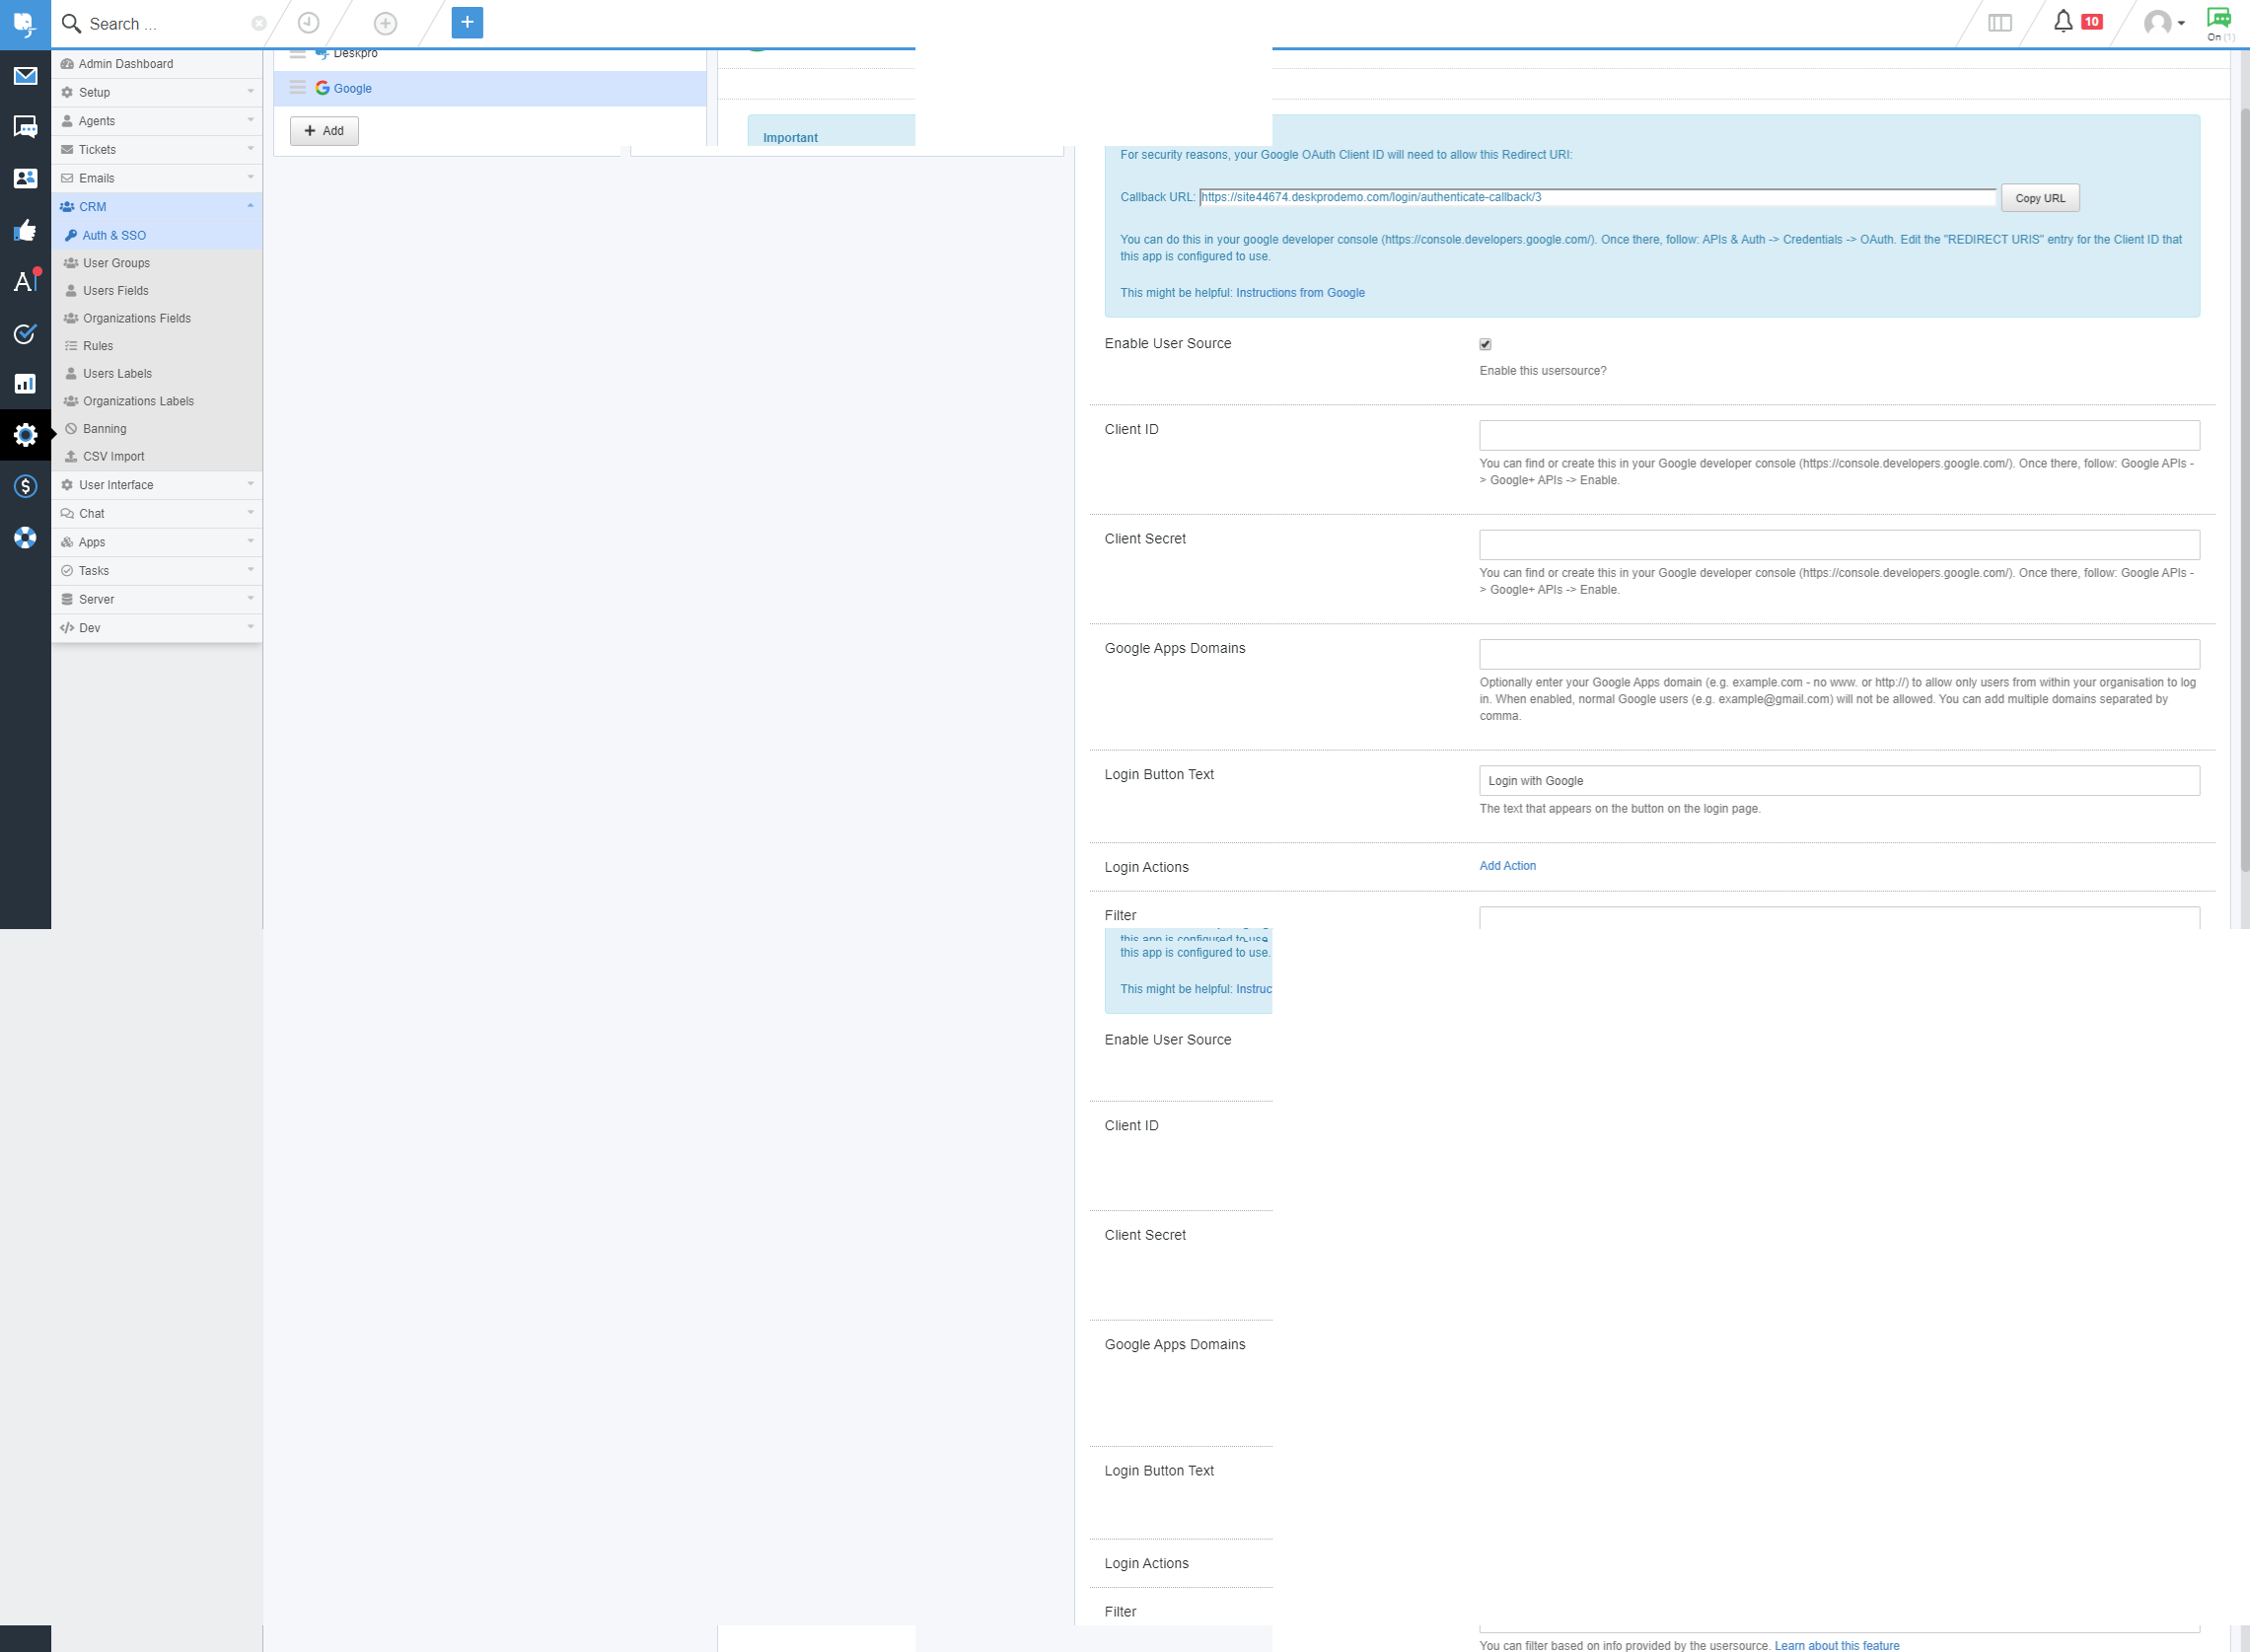 Search ...
10
On (1)
Admin Dashboard
Setup
Agents
Tickets
Emails
CRM
Auth & SSO
User Groups
Users Fields
Organizations Fields
Rules
Users Labels
Organizations Labels
Banning
CSV Import
User Interface
Chat
Apps
Tasks
Server
Dev
Deskpro
Google
Add
Important
For security reasons, your Google OAuth Client ID will need to allow this Redirect URI:
Callback URL: https://site44674.deskprodemo.com/login/authenticate-callback/3
Copy URL
You can do this in your google developer console (https://console.developers.google.com/). Once there, follow: APIs & Auth -> Credentials -> OAuth. Edit the "REDIRECT URIS" entry for the Client ID that
this app is configured to use.
This might be helpful: Instructions from Google
Enable User Source
Enable this usersource?
Client ID
You can find or create this in your Google developer console (https://console.developers.google.com/). Once there, follow: Google APIs -
> Google+ APIs -> Enable.
Client Secret
You can find or create this in your Google developer console (https://console.developers.google.com/). Once there, follow: Google APIs -
> Google+ APIs -> Enable.
Google Apps Domains
Optionally enter your Google Apps domain (e.g. example.com - no www. or http://) to allow only users from within your organisation to log
in. When enabled, normal Google users (e.g. example@gmail.com) will not be allowed. You can add multiple domains separated by
comma.
Login Button Text
Login with Google
The text that appears on the button on the login page.
Login Actions
Add Action
Filter
this app is configured to use
this app is configured to use.
This might be helpful: Instruc
Enable User Source
Client ID
Client Secret
Google Apps Domains
Login Button Text
Login Actions
Filter
You can filter based on info provided by the usersource. Learn about this feature